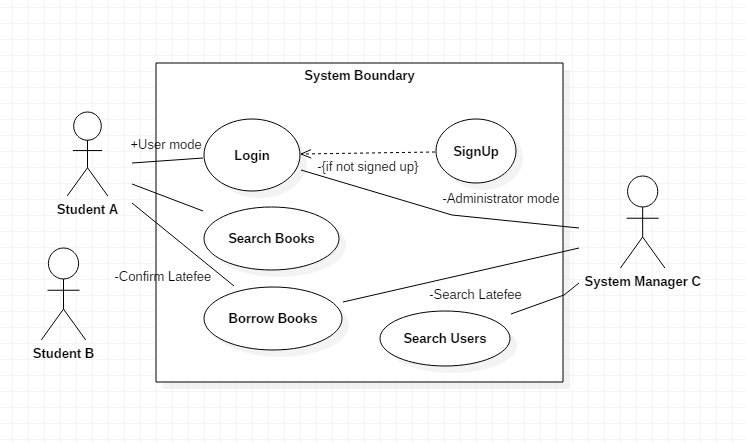 System Boundary
+User mode
Login
SignUp
-{if not signed up}
-Administrator mode
Student A
Search Books
-Confirm Latefee
System Manager C
-Search Latefee
Borrow Books
Search Users
Student B